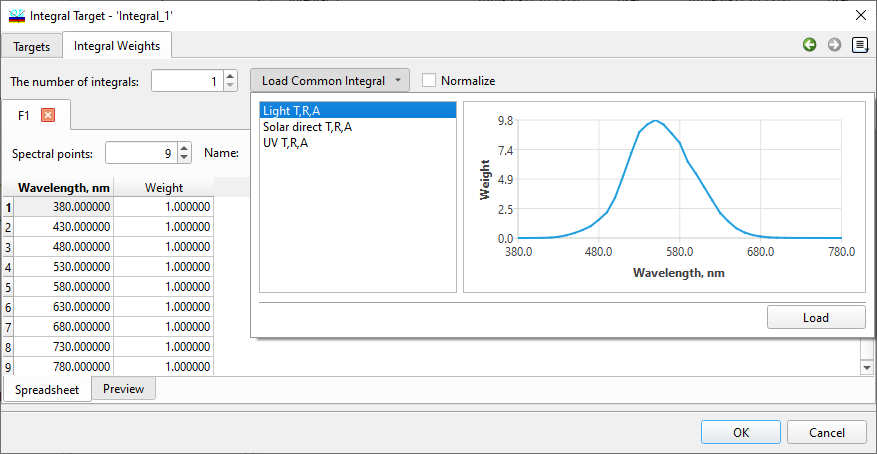 Integral Target - 'Integral_1'
Targets
Integral Weights
The number of integrals:
1
Load Common Integral
Normalize
F1
Spectral points:
9
Name:
Light T,R,A
Solar direct T,R,A
UV T,R,A
Weight
9.8
7.4
4.9
2.5
0.0
380.0
480.0
580.0
680.0
780.0
Wavelength, nm
Load
Wavelength, nm Weight
1 380.000000 1.000000
2 430.000000 1.000000
3 480.000000 1.000000
4 530.000000 1.000000
5 580.000000 1.000000
6 630.000000 1.000000
7 680.000000 1.000000
8 730.000000 1.000000
9 780.000000 1.000000
Spreadsheet
Preview
OK
Cancel